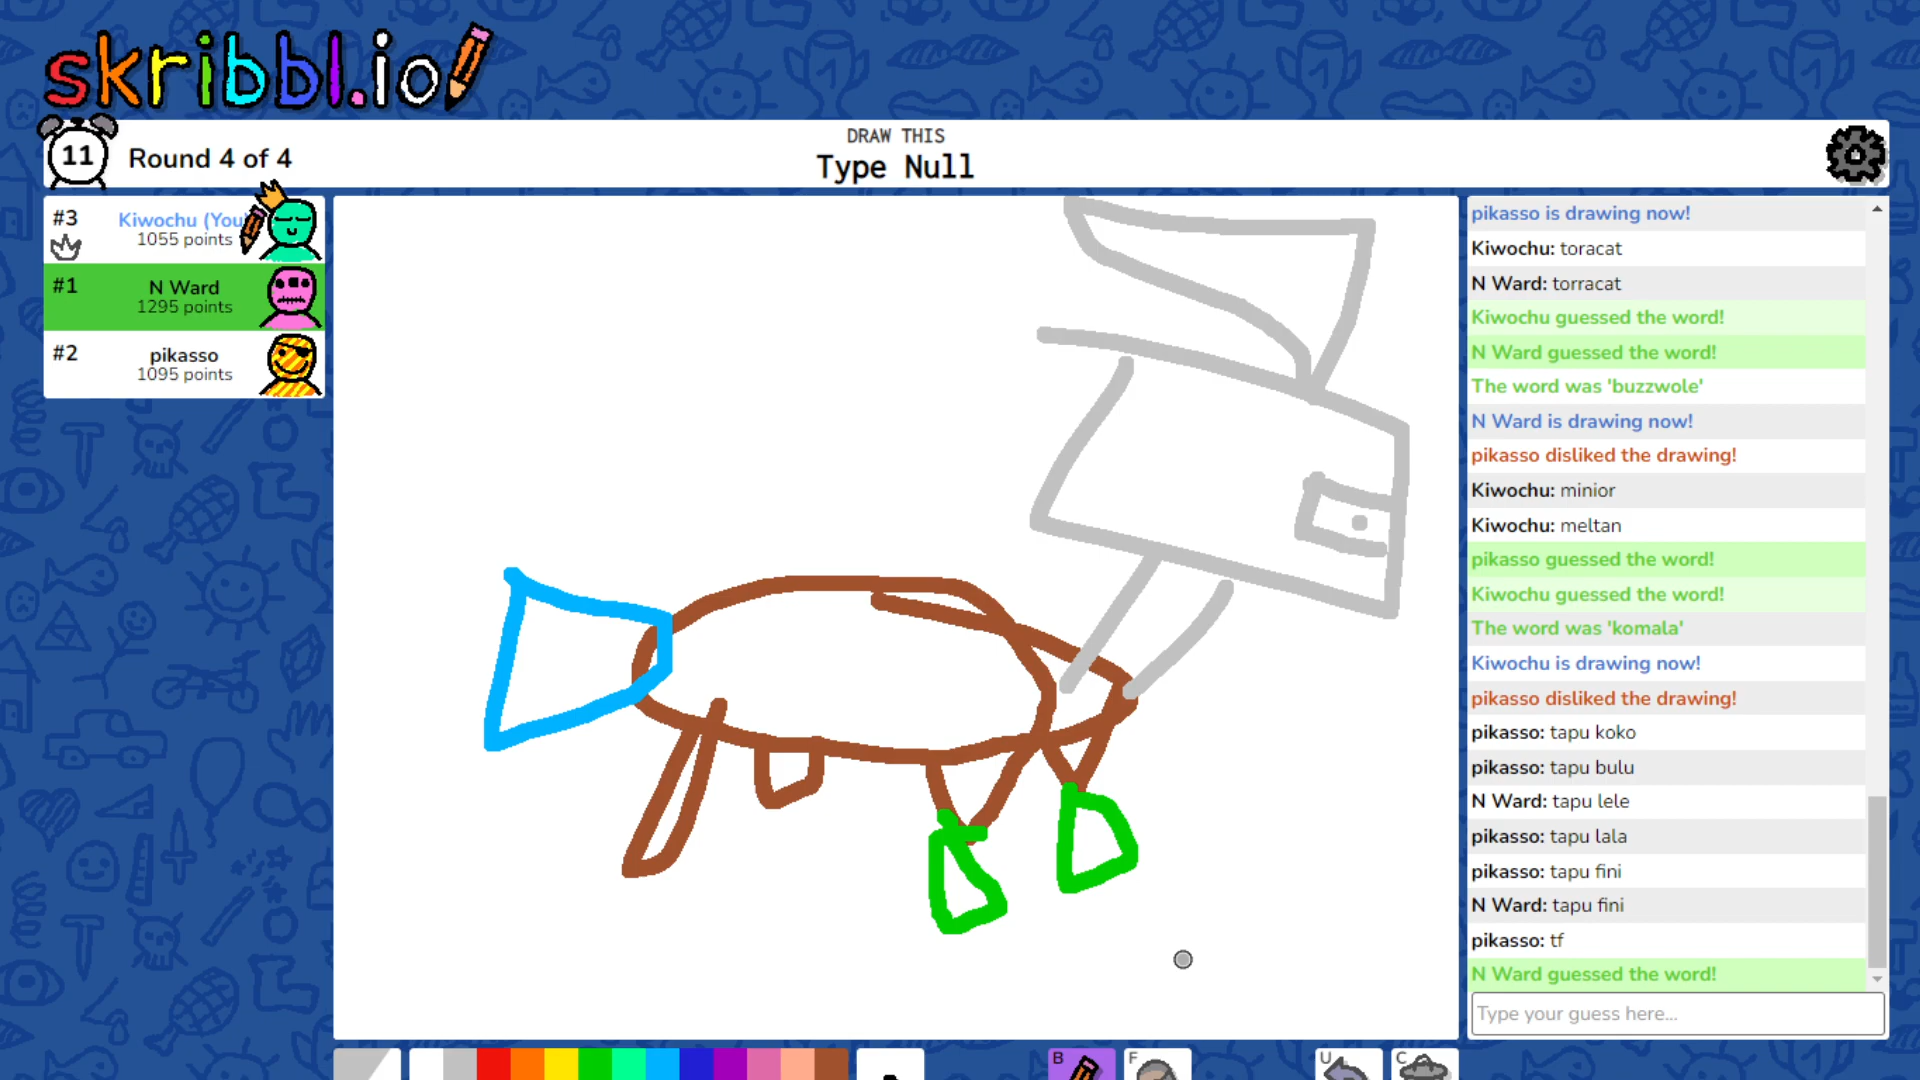 skribbl.io
11
Round 4 of 4
DRAW THIS
Type Null
#3
Kiwochu (You
1055 points
#1
N Ward
1295 points
#2
pikasso
1095 points
pikasso is drawing now!
Kiwochu: toracat
N Ward: torracat
Kiwochu guessed the word!
N Ward guessed the word!
The word was 'buzzwole'
N Ward is drawing now!
pikasso disliked the drawing!
Kiwochu: minior
Kiwochu: meltan
pikasso guessed the word!
Kiwochu guessed the word!
The word was 'komala'
Kiwochu is drawing now!
pikasso disliked the drawing!
pikasso: tapu koko
pikasso: tapu bulu
N Ward: tapu lele
pikasso: tapu lala
pikasso: tapu fini
N Ward: tapu fini
pikasso: tf
N Ward guessed the word!
Type your guess here...
B
F
U
C